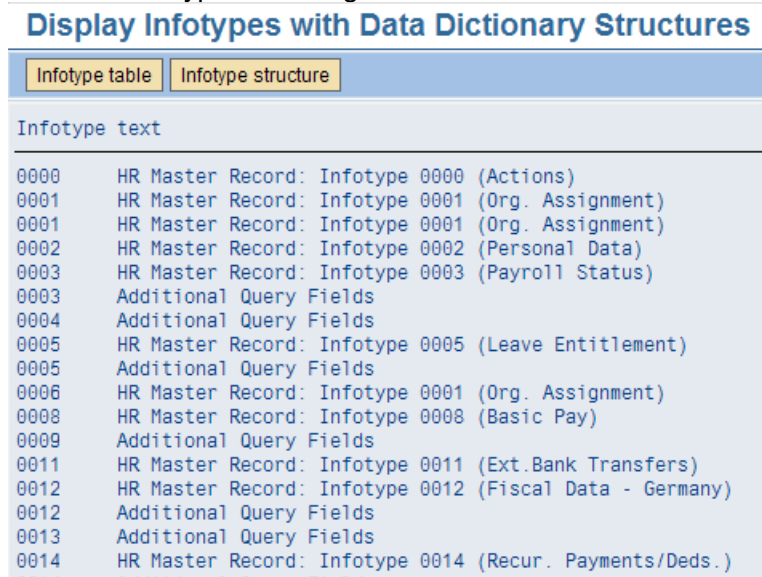 Display Infotypes with Data Dictionary Structures
Infotype table Infotype structure
Infotype text
0000 HR Master Record: Infotype 0000 (Actions)
0001 HR Master Record: Infotype 0001 (Org. Assignment)
0001 HR Master Record: Infotype 0001 (Org. Assignment)
0002 HR Master Record: Infotype 0002 (Personal Data)
0003 HR Master Record: Infotype 0003 (Payroll Status)
0003 Additional Query Fields
0004 Additional Query Fields
0005 HR Master Record: Infotype 0005 (Leave Entitlement)
0005 Additional Query Fields
0006 HR Master Record: Infotype 0001 (Org. Assignment)
0008 HR Master Record: Infotype 0008 (Basic Pay)
0009 Additional Query Fields
0011 HR Master Record: Infotype 0011 (Ext.Bank Transfers)
0012 HR Master Record: Infotype 0012 (Fiscal Data - Germany)
0012 Additional Query Fields
0013 Additional Query Fields
0014 HR Master Record: Infotype 0014 (Recur. Payments/Deds.)